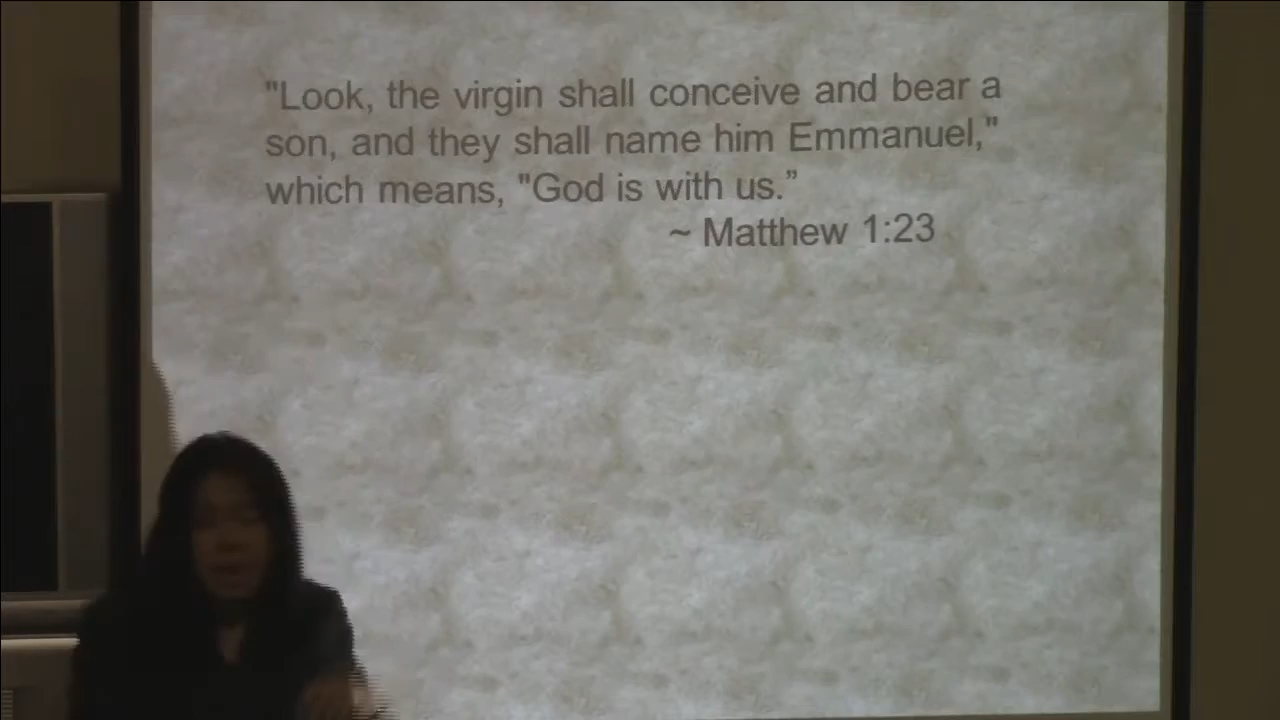 "Look, the virgin shall conceive and bear a
son, and they shall name him Emmanuel,"
which means, "God is with us.”
~ Matthew 1:23